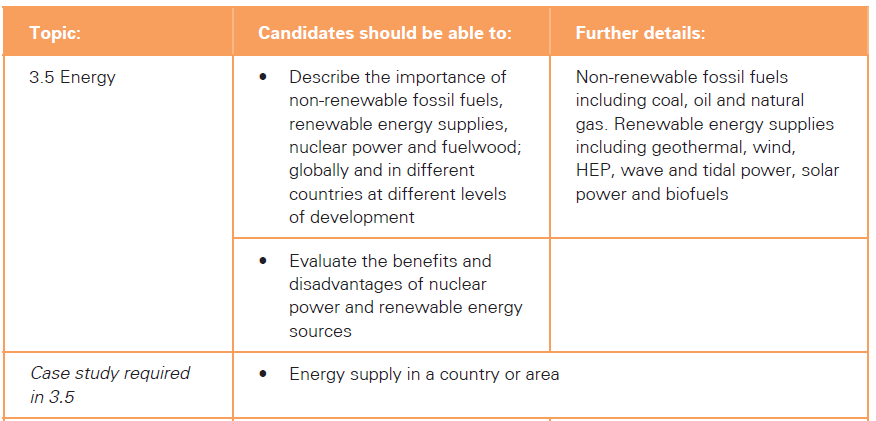 Topic:
Candidates should be able to:
Further details:
3.5 Energy
• Describe the importance of
non-renewable fossil fuels,
renewable energy supplies,
nuclear power and fuelwood;
globally and in different
countries at different levels
of development
Non-renewable fossil fuels
including coal, oil and natural
gas. Renewable energy supplies
including geothermal, wind,
HEP, wave and tidal power, solar
power and biofuels
• Evaluate the benefits and
disadvantages of nuclear
power and renewable energy
sources
Case study required
in 3.5
• Energy supply in a country or area